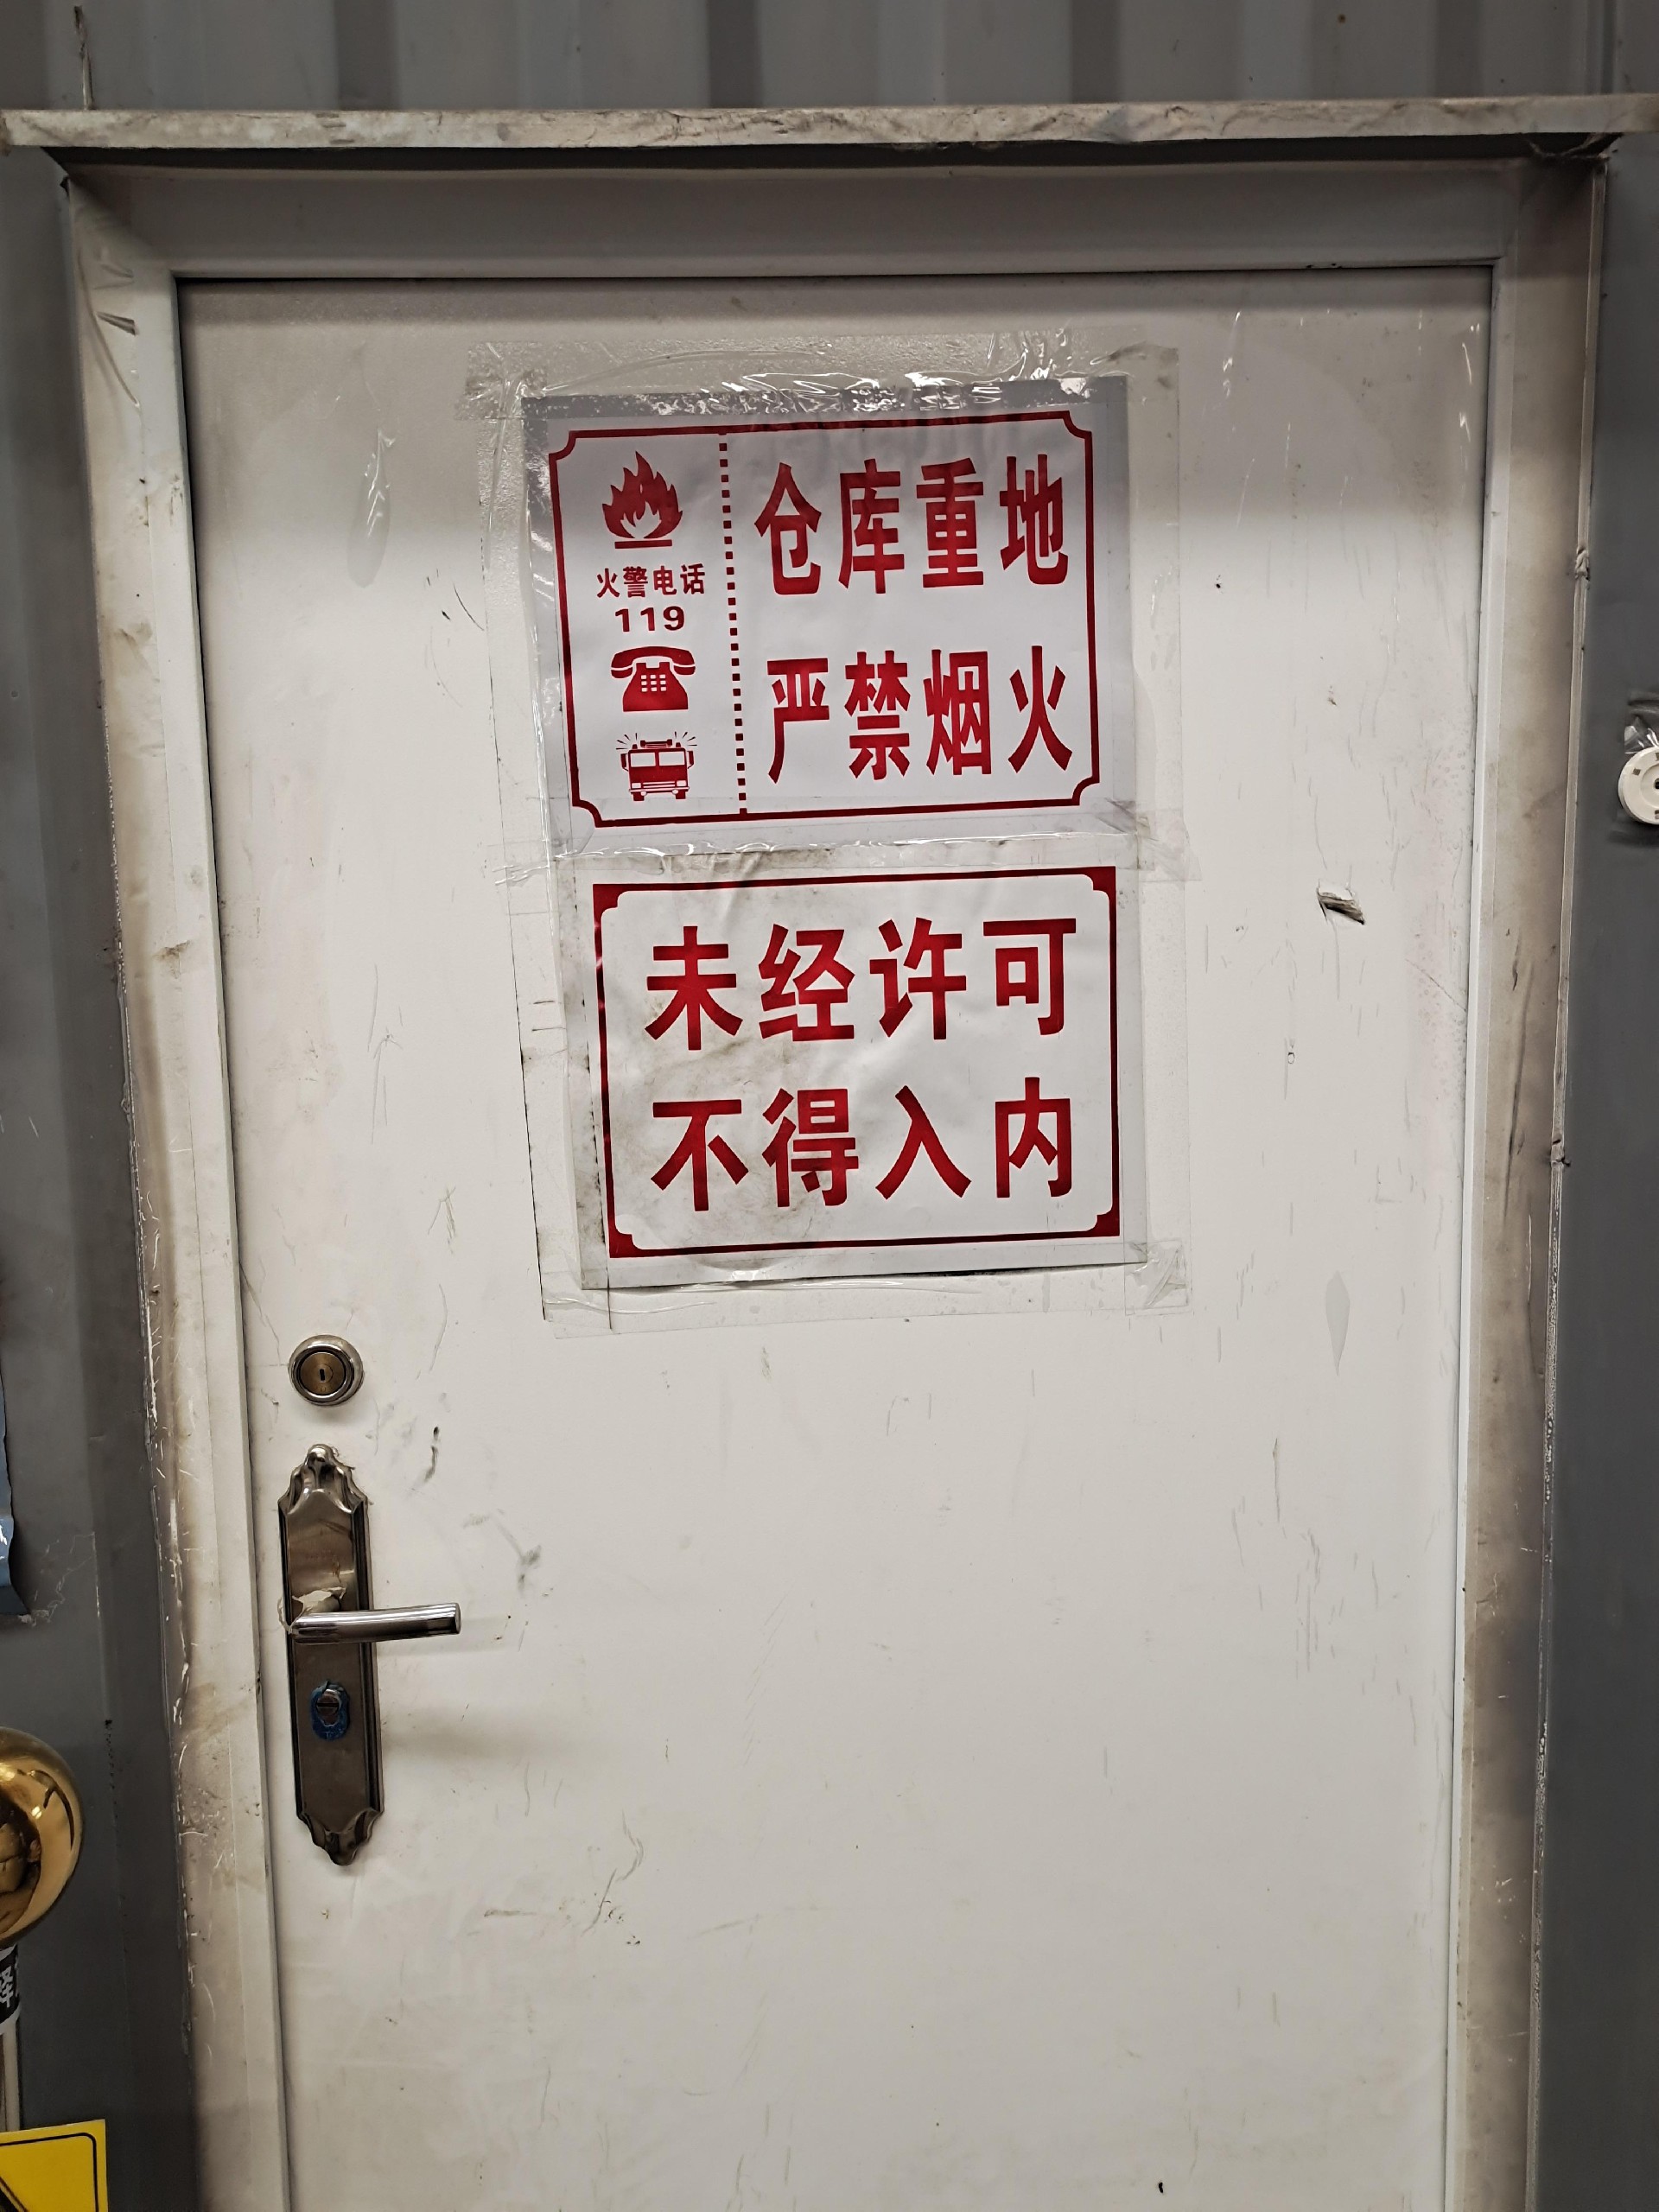 火警电话
119
仓库重地
严禁烟火
未经许可
不得入内